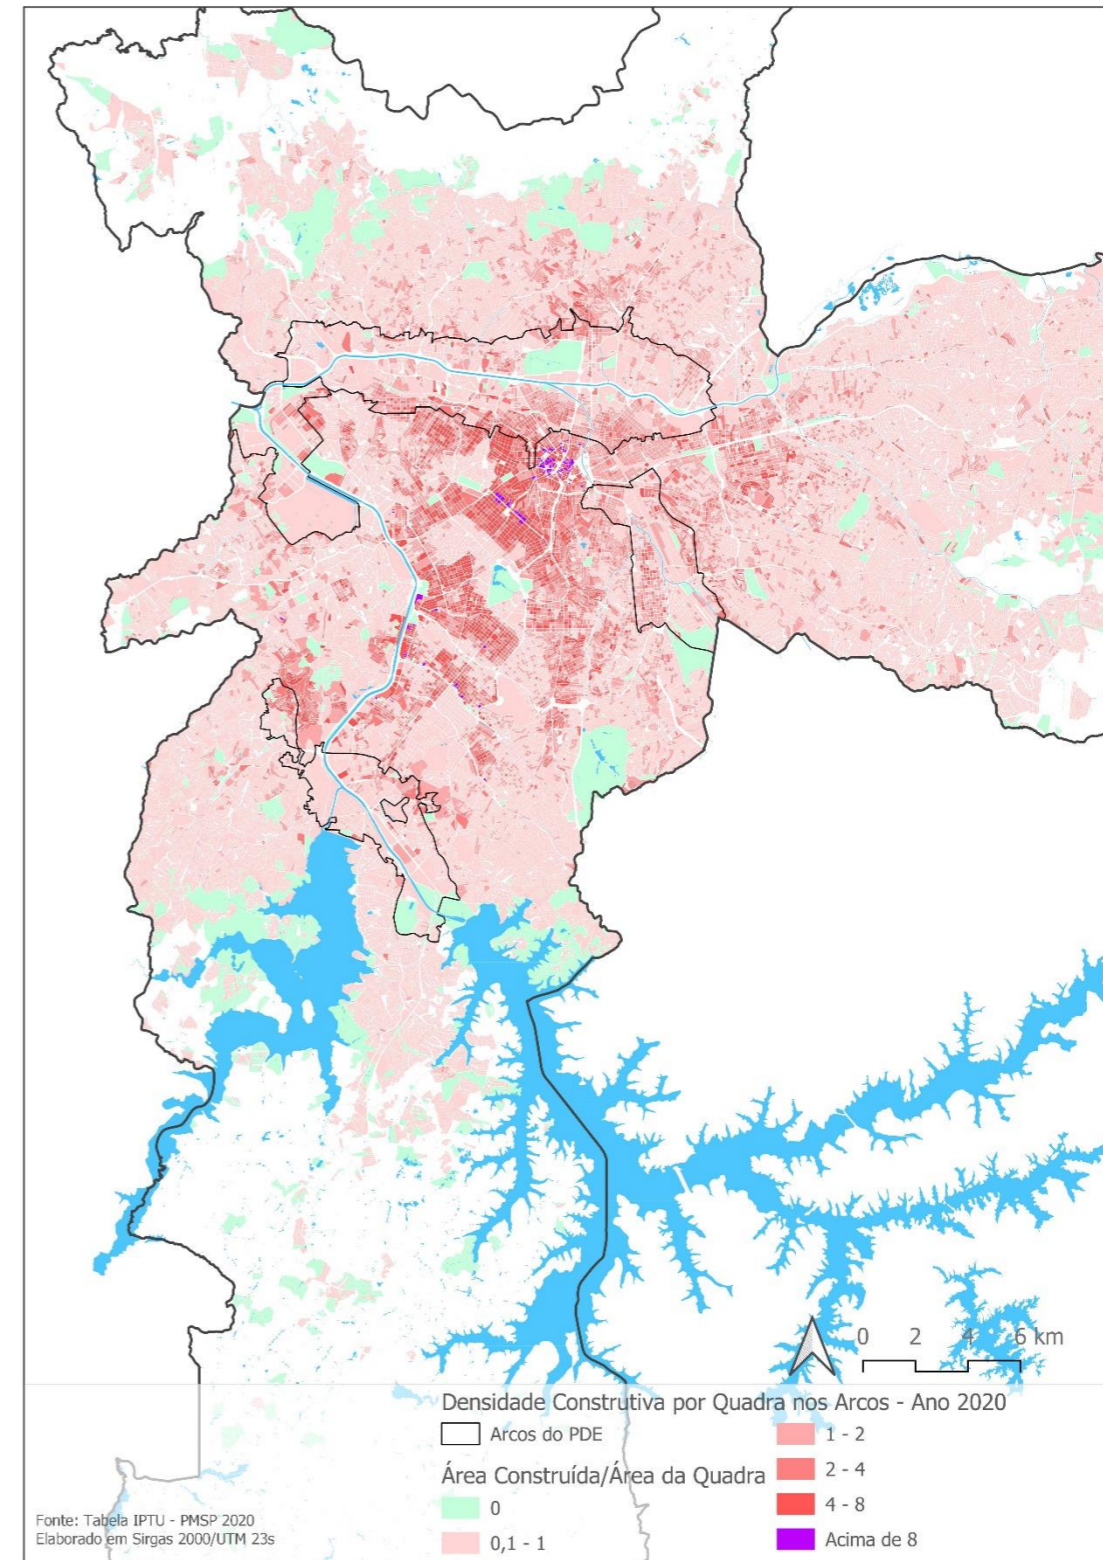 0 2 4 6 km
Densidade Construtiva por Quadra nos Arcos - Ano 2020
Arcos do PDE
Área Construída/Área da Quadra
0
0,1 - 1
1 - 2
2 - 4
4 - 8
Acima de 8
Fonte: Tabela IPTU - PMSP 2020
Elaborado em Sirgas 2000/UTM 23s